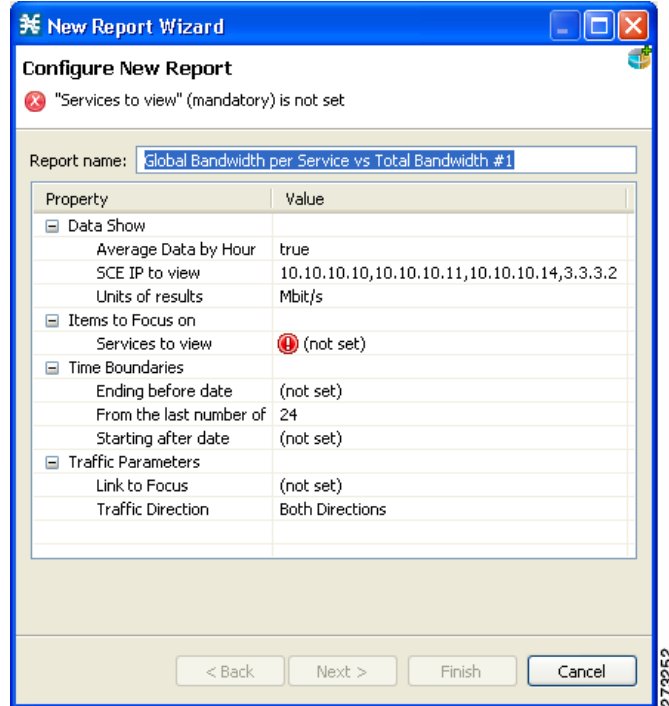 New Report Wizard
Configure New Report
"Services to view" (mandatory) is not set
Report name: Global Bandwidth per Service vs Total Bandwidth #1
Property Value
Data Show
Average Data by Hour true
SCE IP to view 10.10.10.10,10.10.10.11,10.10.10.14,3.3.3.2
Units of results Mbit/s
Items to Focus on
Services to view (not set)
Time Boundaries
Ending before date (not set)
From the last number of 24
Starting after date (not set)
Traffic Parameters
Link to Focus (not set)
Traffic Direction Both Directions
< Back Next > Finish Cancel